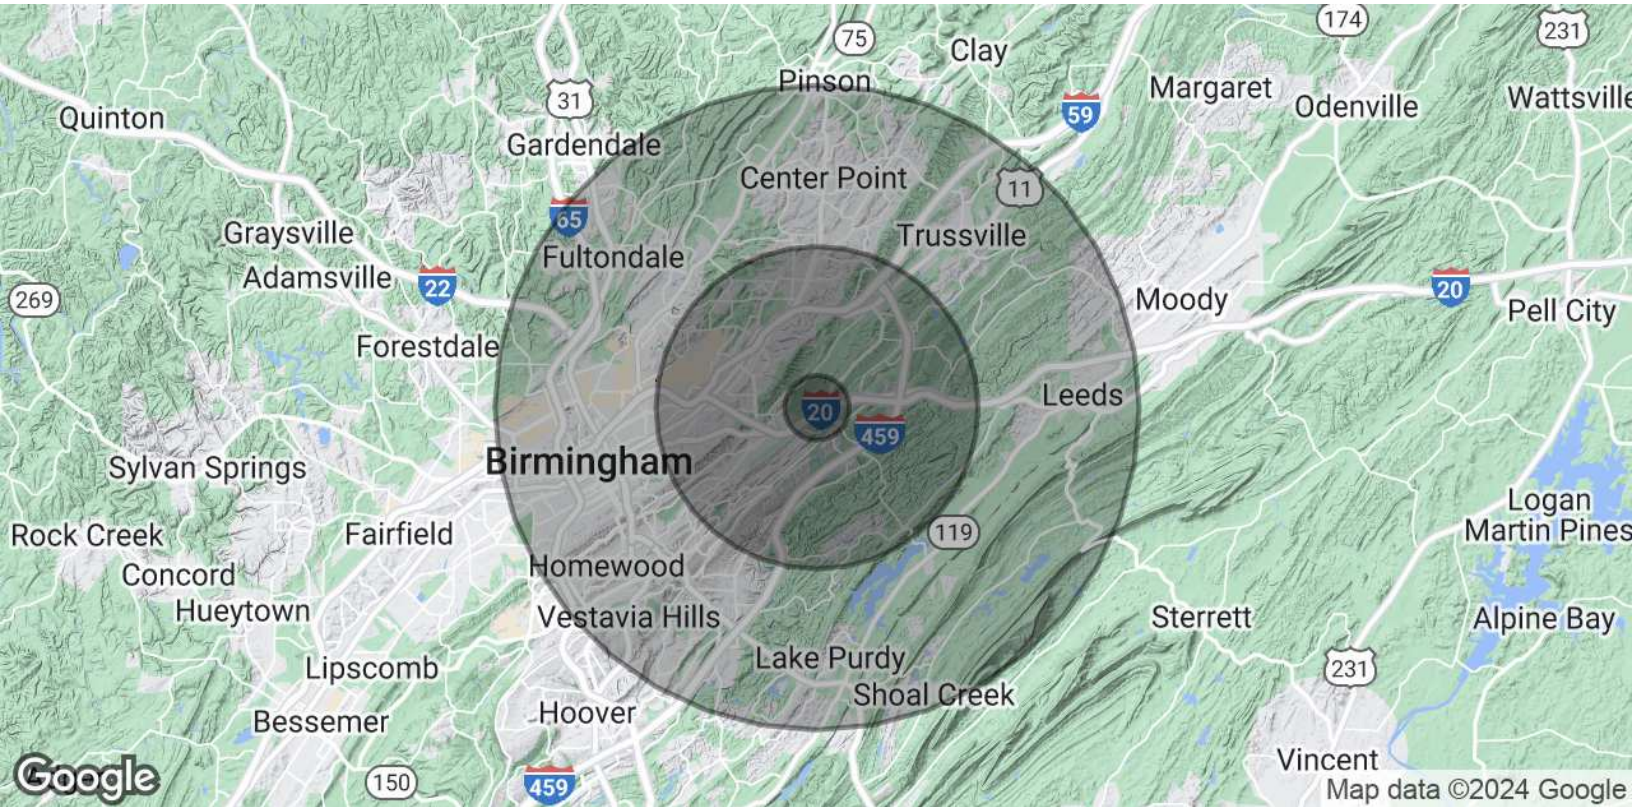 174
231
75
Clay
Pinson
Margaret
Odenville
Wattsville
31
59
Quinton
Gardendale
Center Point
11
65
Graysville
Trussville
Fultondale
Adamsville
22
20
269
Moody
Pell City
Forestdale
Leeds
20
459
Birmingham
Sylvan Springs
Logan
Martin Pines
Rock Creek
Fairfield
119
Homewood
Concord
Hueytown
Vestavia Hills
Sterrett
Alpine Bay
Lipscomb
Lake Purdy
231
Shoal Creek
Bessemer
Hoover
Vincent
150
459
Google
Map data ©2024 Google